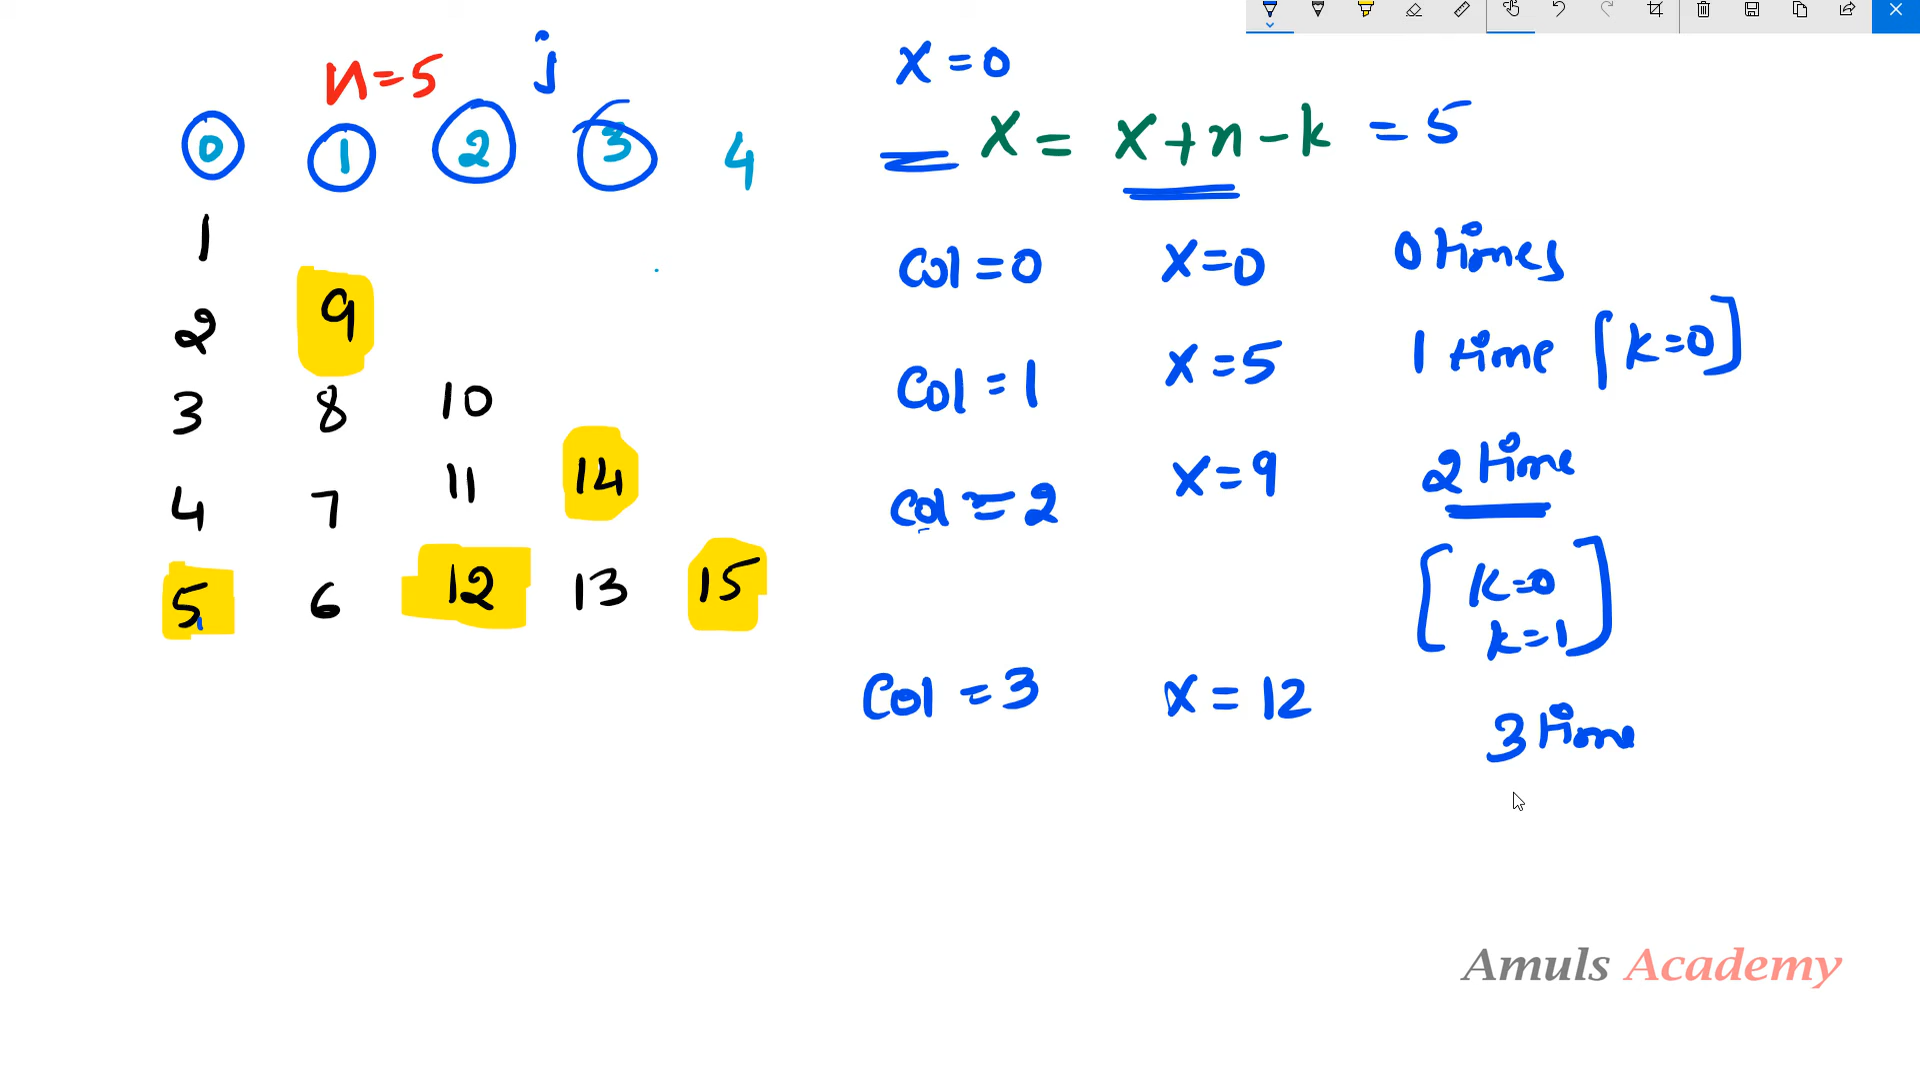 n=5 j
0 1 2 3 4
1
2 9
3 8 10
4 7 11 14
5 6 12 13 15
x=0
x = x+n-k = 5
Col=0 x=0 0 times
Col=1 x=5 1 time [k=0]
Col=2 x=9 2 time
[k=0
k=1]
Col=3 x=12 3 time
Amuls Academy